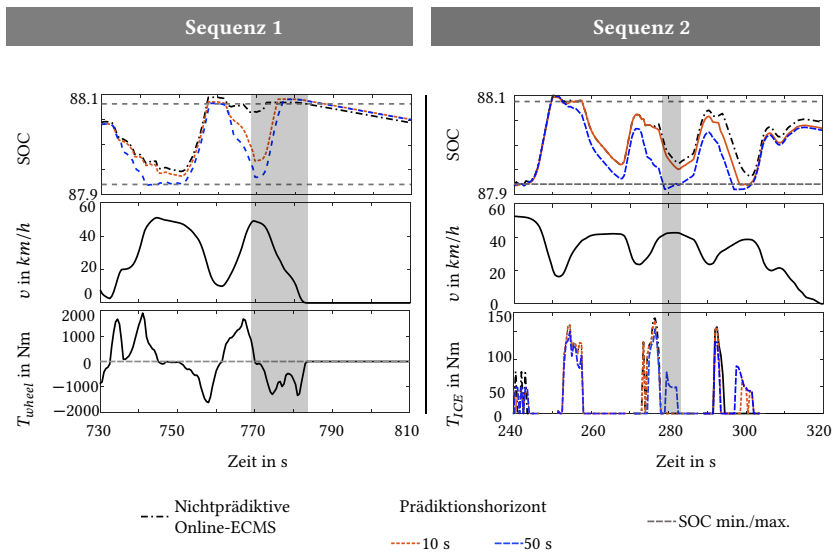 Sequenz 1
Sequenz 2
88.1
SOC
87.9
60
40
20
0
v in km/h
2000
1000
0
−1000
−2000
T_wheel in Nm
730
750
770
790
810
Zeit in s
88.1
SOC
87.9
60
40
20
0
v in km/h
150
100
50
0
T_ICE in Nm
240
260
280
300
320
Zeit in s
Nichtprädiktive
Online-ECMS
Prädiktionshorizont
10 s
50 s
SOC min./max.